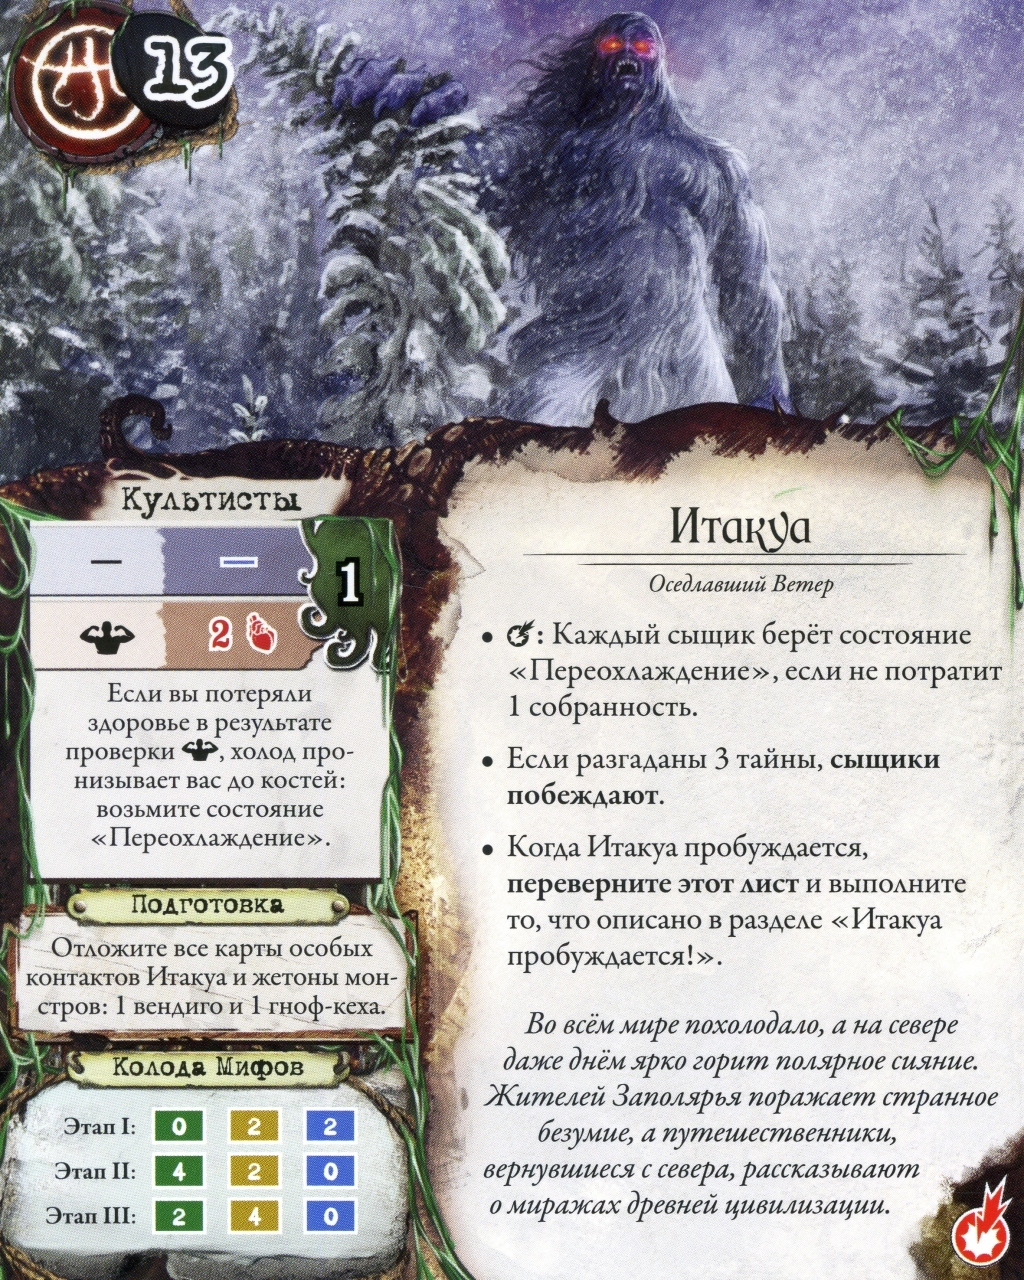 13
Культисты
— —
1
2
Если вы потеряли
здоровье в результате
проверки , холод про-
низывает вас до костей:
возьмите состояние
«Переохлаждение».
Подготовка
Отложите все карты особых
контактов Итакуа и жетоны мон-
стров: 1 вендиго и 1 гноф-кеха.
Колода Мифов
Этап I: 0 2 2
Этап II: 4 2 0
Этап III: 2 4 0
Итакуа
Оседлавший Ветер
• : Каждый сыщик берёт состояние
«Переохлаждение», если не потратит
1 собранность.
• Если разгаданы 3 тайны, сыщики
побеждают.
• Когда Итакуа пробуждается,
переверните этот лист и выполните
то, что описано в разделе «Итакуа
пробуждается!».
Во всём мире похолодало, а на севере
даже днём ярко горит полярное сияние.
Жителей Заполярья поражает странное
безумие, а путешественники,
вернувшиеся с севера, рассказывают
о миражах древней цивилизации.